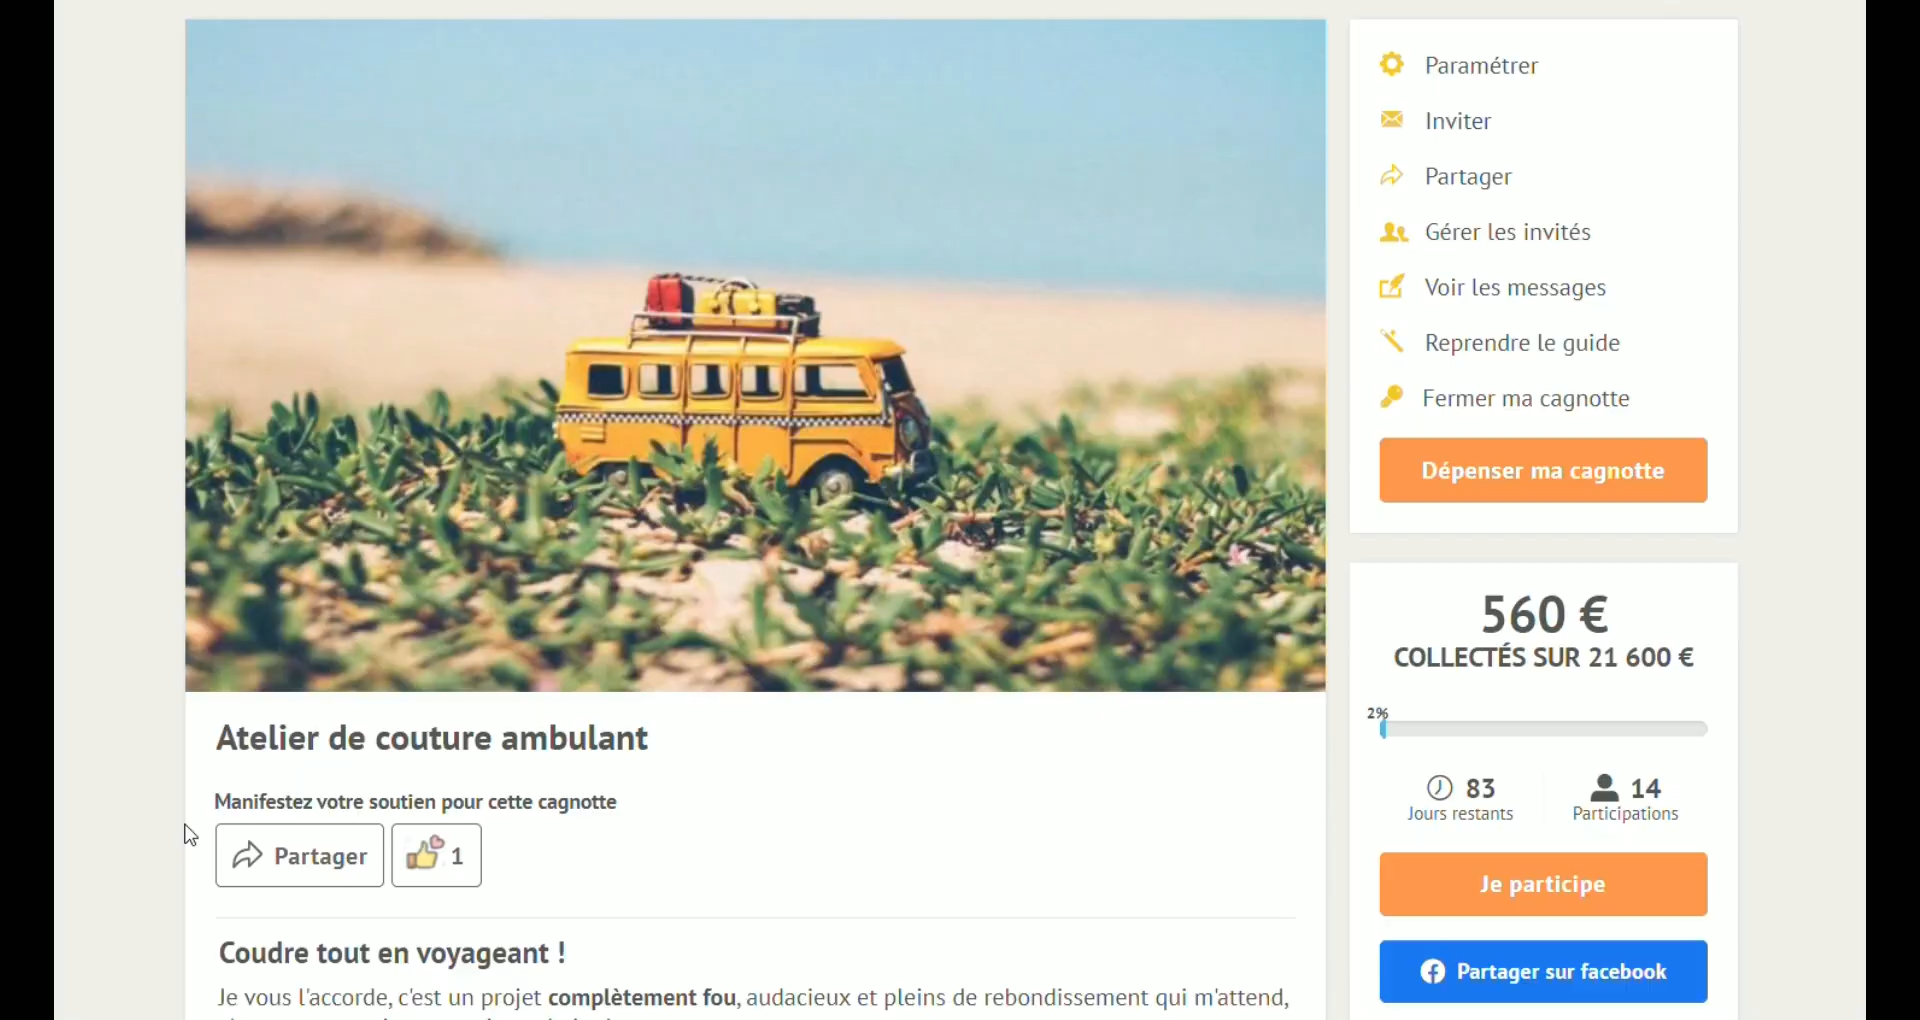 Paramétrer
Inviter
Partager
Gérer les invités
Voir les messages
Reprendre le guide
Fermer ma cagnotte
Dépenser ma cagnotte
560 €
COLLECTÉS SUR 21 600 €
2%
83
Jours restants
14
Participations
Je participe
Partager sur facebook
Atelier de couture ambulant
Manifestez votre soutien pour cette cagnotte
Partager
1
Coudre tout en voyageant !
Je vous l'accorde, c'est un projet complètement fou, audacieux et pleins de rebondissement qui m'attend,